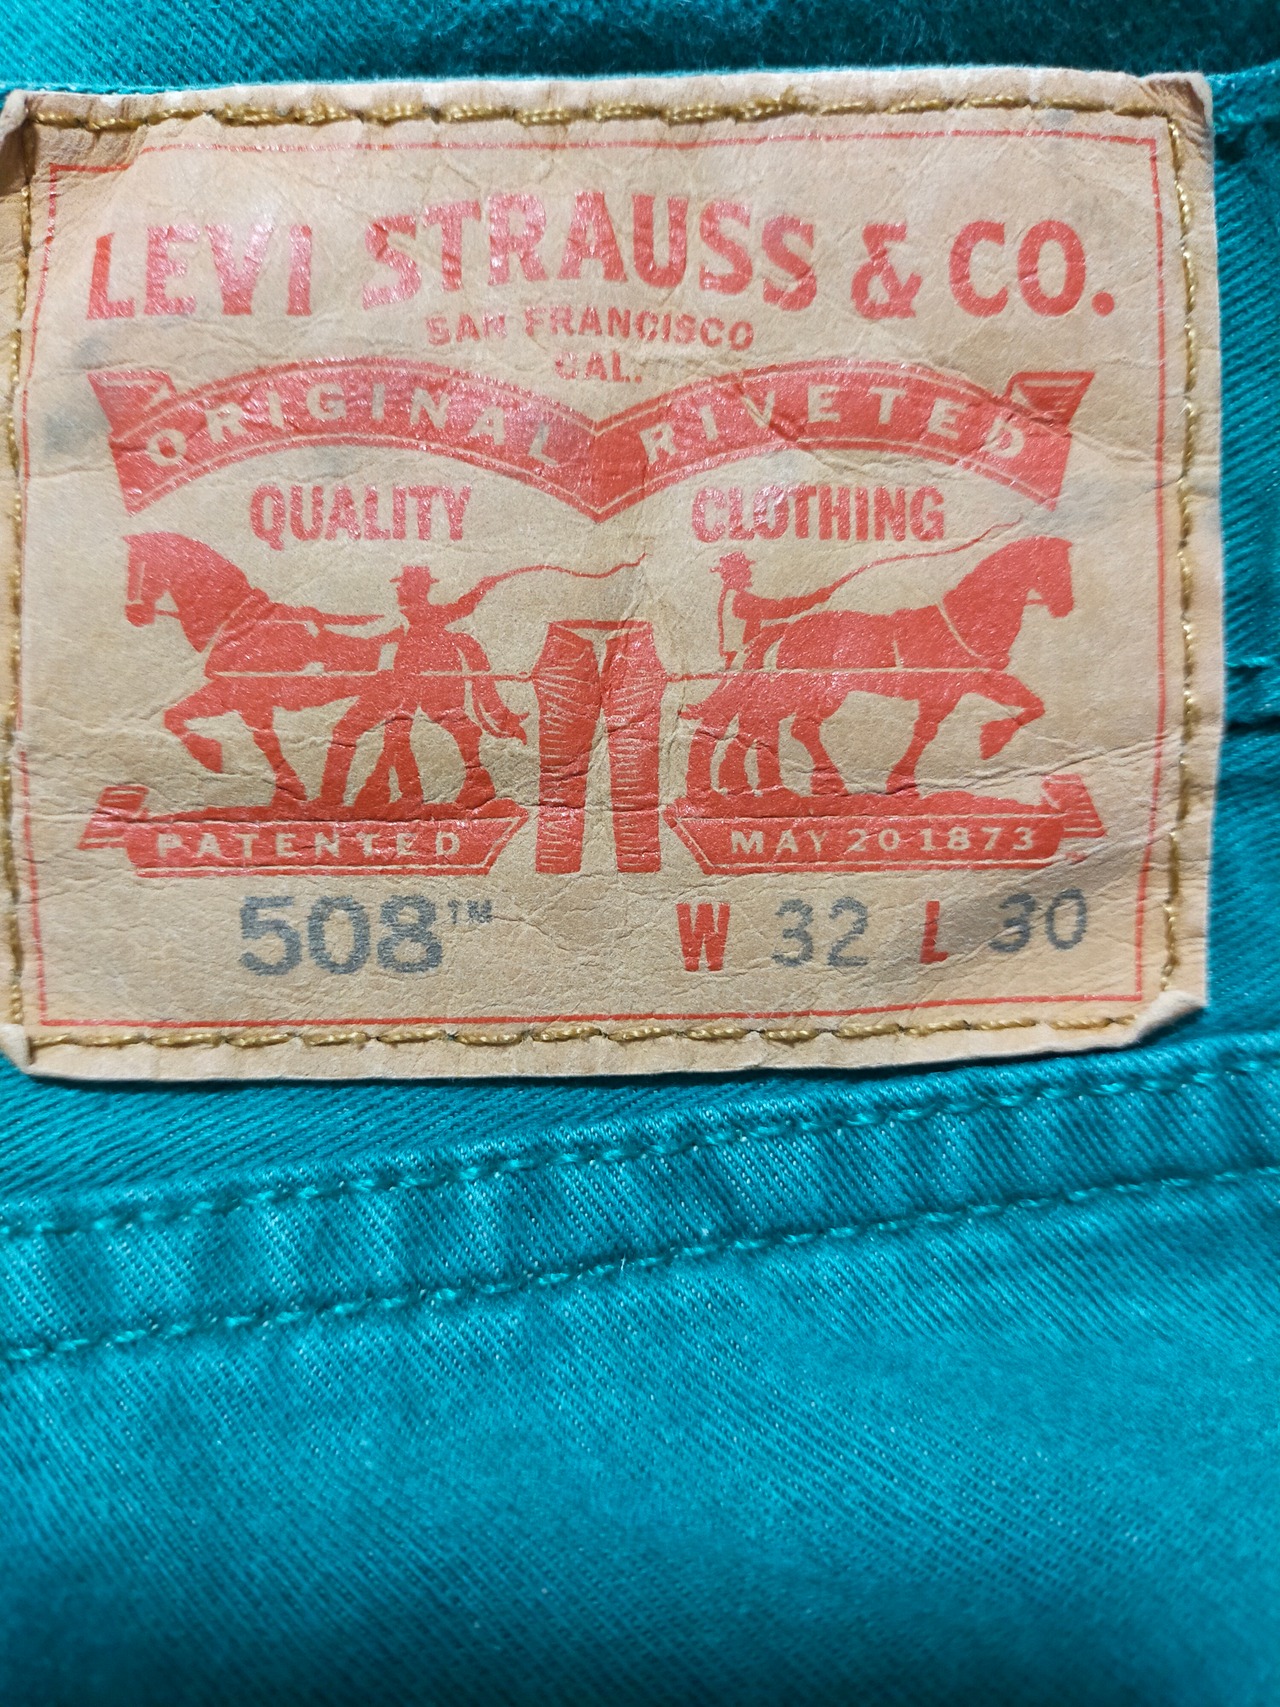 LEVI STRAUSS & CO.
SAN FRANCISCO
CAL.
ORIGINAL RIVETED
QUALITY CLOTHING
PATENTED MAY 20 1873
508™ W 32 L 30